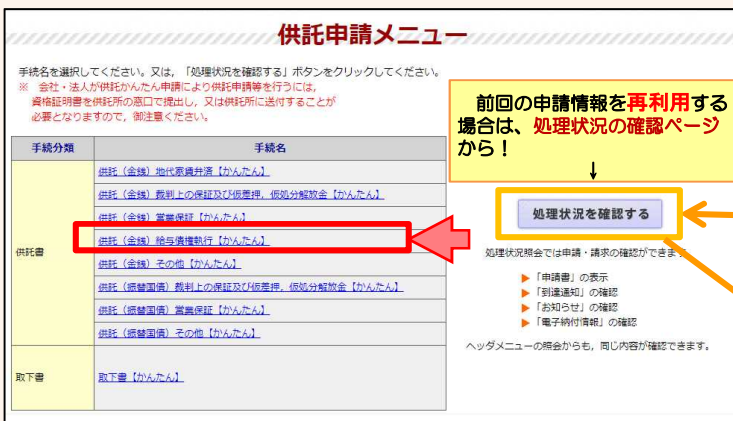 供託申請メニュー
手続名を選択してください。又は，「処理状況を確認する」ボタンをクリックしてください。
※　会社・法人が供託かんたん申請により供託申請等を行うには，
資格証明書を供託所の窓口で提出し，又は供託所に送付することが
必要となりますので，御注意ください。
手続分類
手続名
供託書
供託（金銭）地代家賃弁済【かんたん】
供託（金銭）裁判上の保証及び仮差押，仮処分解放金【かんたん】
供託（金銭）営業保証【かんたん】
供託（金銭）給与債権執行【かんたん】
供託（金銭）その他【かんたん】
供託（振替国債）裁判上の保証及び仮差押，仮処分解放金【かんたん】
供託（振替国債）営業保証【かんたん】
供託（振替国債）その他【かんたん】
取下書
取下書【かんたん】
前回の申請情報を再利用する
場合は、処理状況の確認ページ
から！
↓
処理状況を確認する
処理状況照会では申請・請求の確認ができます
▶「申請書」の表示
▶「到達通知」の確認
▶「お知らせ」の確認
▶「電子納付情報」の確認
ヘッダメニューの照会からも，同じ内容が確認できます。